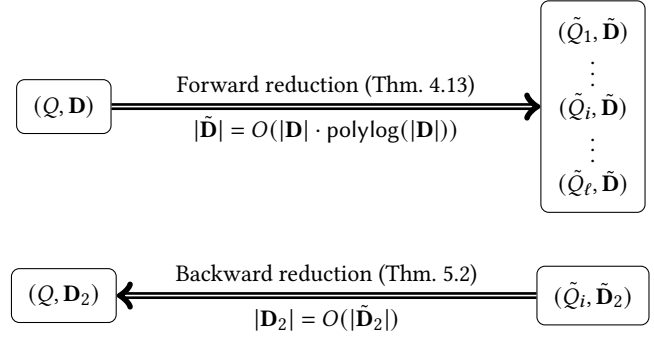 (Q, D)
Forward reduction (Thm. 4.13)
|D̃| = O(|D| · polylog(|D|))
(Q̃₁, D̃)
⋮
(Q̃ᵢ, D̃)
⋮
(Q̃ℓ, D̃)
(Q, D₂)
Backward reduction (Thm. 5.2)
|D₂| = O(|D̃₂|)
(Q̃ᵢ, D̃₂)